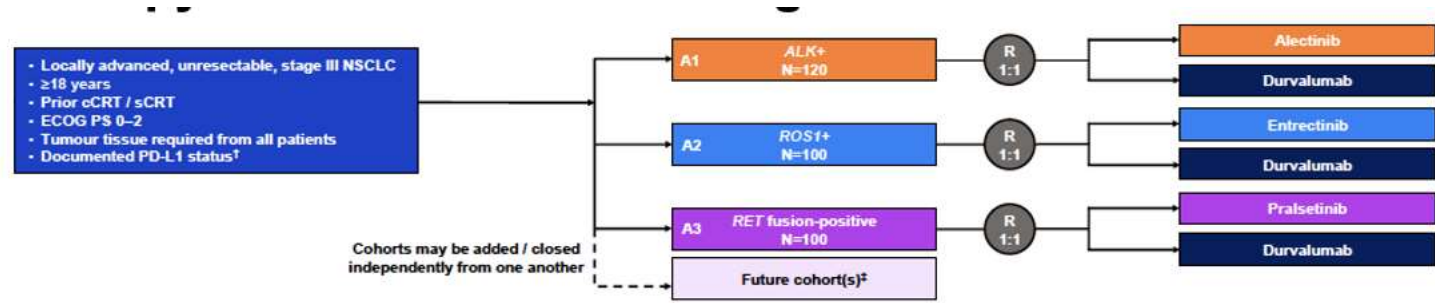 - Locally advanced, unresectable, stage III NSCLC
- ≥18 years
- Prior cCRT / sCRT
- ECOG PS 0–2
- Tumour tissue required from all patients
- Documented PD-L1 status†
A1
ALK+
N=120
R
1:1
Alectinib
Durvalumab
A2
ROS1+
N=100
R
1:1
Entrectinib
Durvalumab
A3
RET fusion-positive
N=100
R
1:1
Pralsetinib
Durvalumab
Cohorts may be added / closed
independently from one another
Future cohort(s)‡